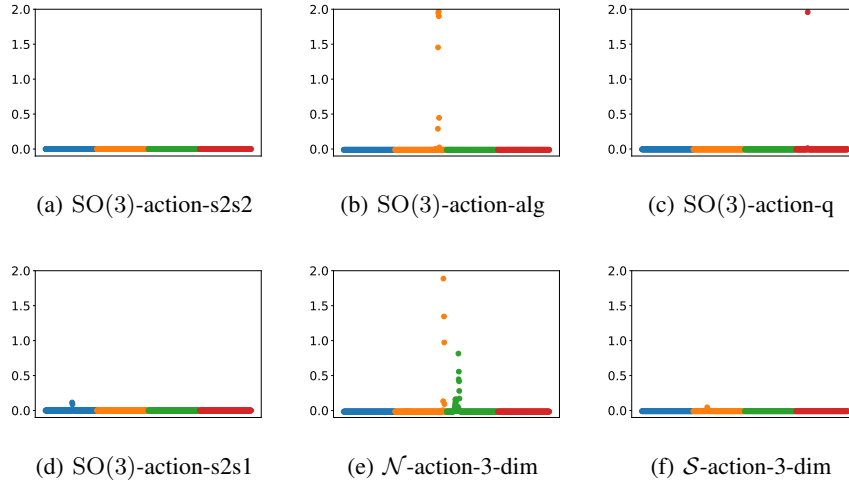 2.0 2.0 2.0
1.5 1.5 1.5
1.0 1.0 1.0
0.5 0.5 0.5
0.0 0.0 0.0
(a) SO(3)-action-s2s2 (b) SO(3)-action-alg (c) SO(3)-action-q
2.0 2.0 2.0
1.5 1.5 1.5
1.0 1.0 1.0
0.5 0.5 0.5
0.0 0.0 0.0
(d) SO(3)-action-s2s1 (e) 𝒩-action-3-dim (f) 𝒮-action-3-dim